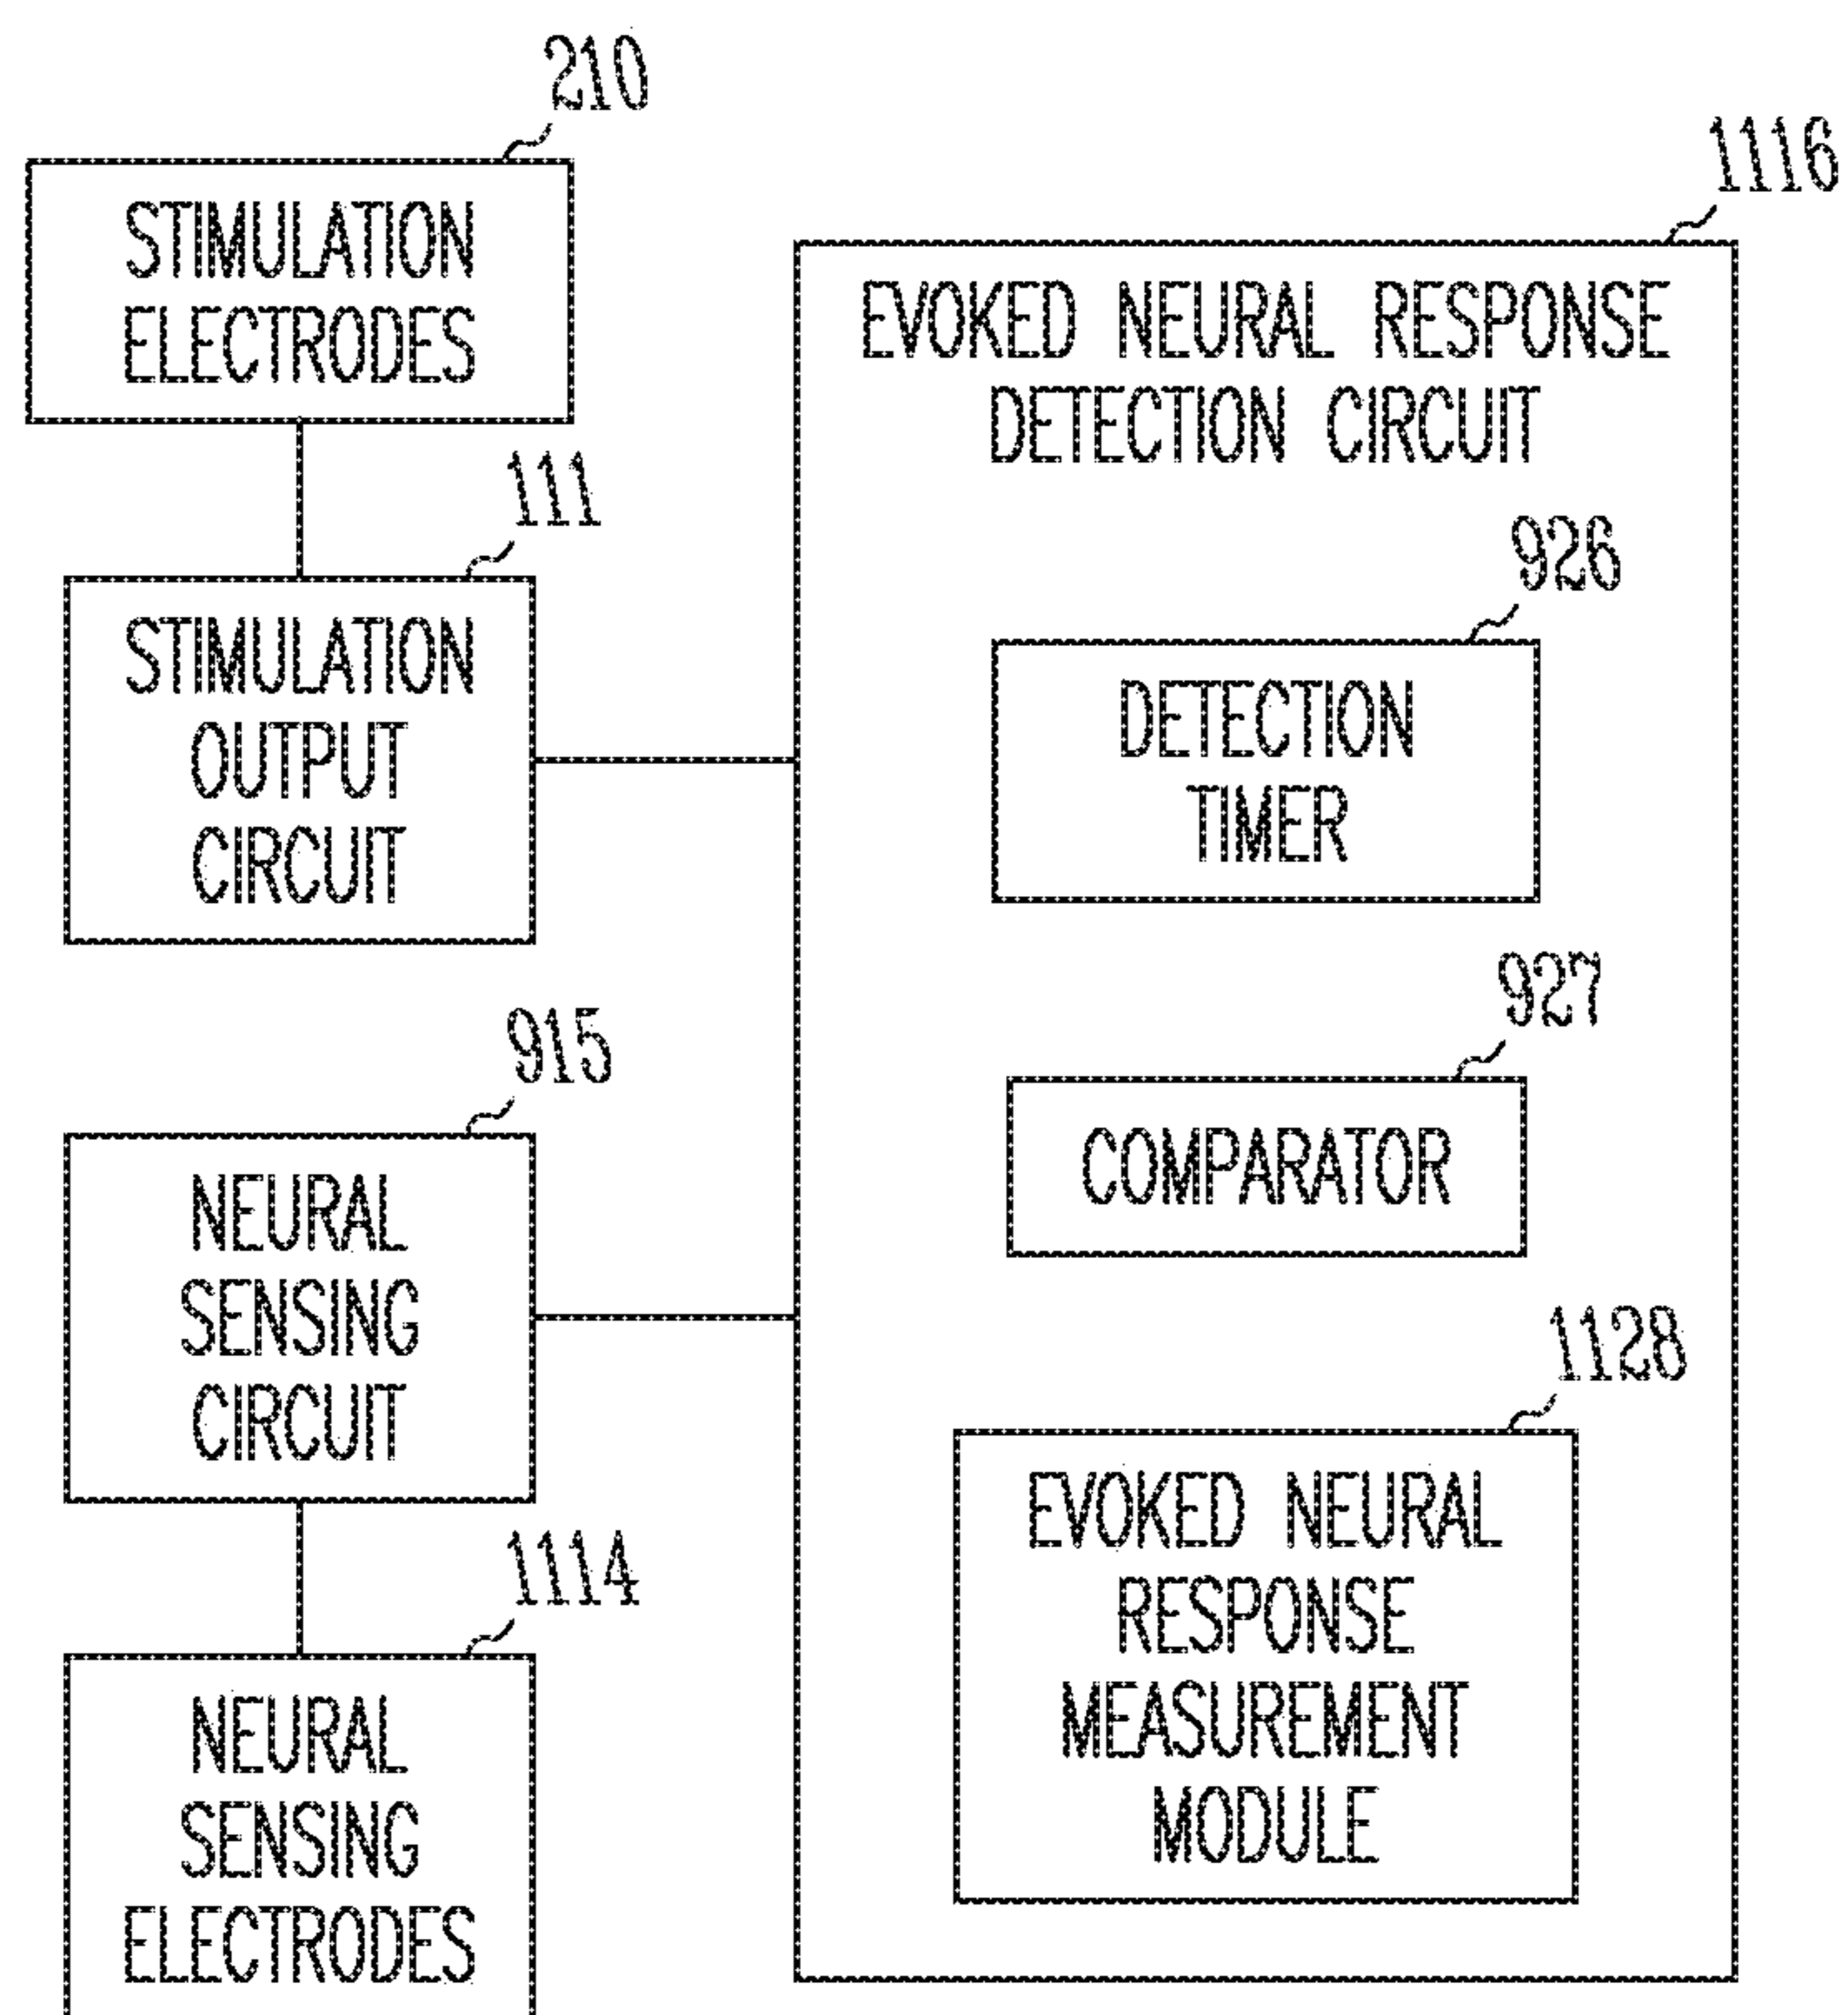 210
STIMULATION
ELECTRODES
111
STIMULATION
OUTPUT
CIRCUIT
915
NEURAL
SENSING
CIRCUIT
1114
NEURAL
SENSING
ELECTRODES
1116
EVOKED NEURAL RESPONSE
DETECTION CIRCUIT
926
DETECTION
TIMER
927
COMPARATOR
1128
EVOKED NEURAL
RESPONSE
MEASUREMENT
MODULE